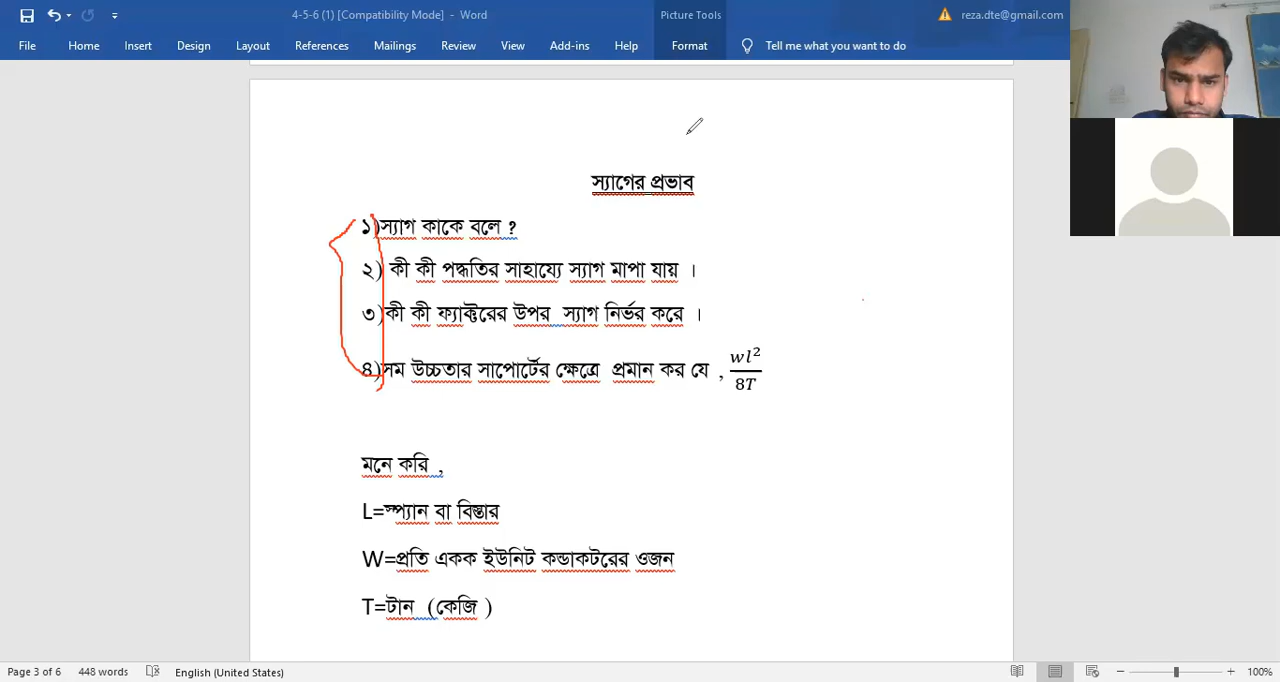 4-5-6 (1) [Compatibility Mode] - Word
Picture Tools
reza.dte@gmail.com
File Home Insert Design Layout References Mailings Review View Add-ins Help Format Tell me what you want to do
স্যাগের প্রভাব
১)স্যাগ কাকে বলে ?
২) কী কী পদ্ধতির সাহায্যে স্যাগ মাপা যায় ।
৩)কী কী ফ্যাক্টরের উপর স্যাগ নির্ভর করে ।
৪)সম উচ্চতার সাপোর্টের ক্ষেত্রে প্রমান কর যে , wl²/8T
মনে করি ,
L=স্প্যান বা বিস্তার
W=প্রতি একক ইউনিট কন্ডাকটরের ওজন
T=টান (কেজি )
Page 3 of 6 448 words English (United States) 100%